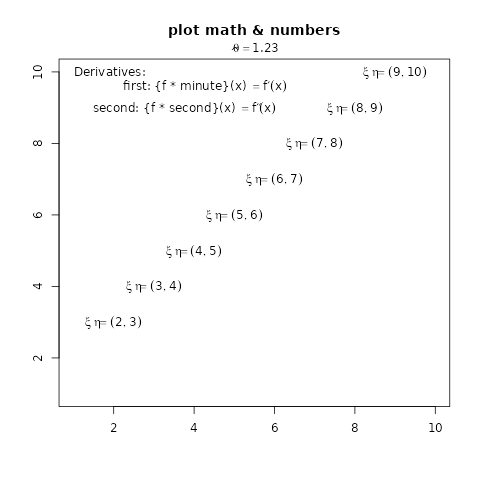 plot math & numbers
θ = 1.23
Derivatives:
ξ η= (9, 10)
first: {f * minute}(x) = f′(x)
second: {f * second}(x) = f″(x)
ξ η= (8, 9)
ξ η= (7, 8)
ξ η= (6, 7)
ξ η= (5, 6)
ξ η= (4, 5)
ξ η= (3, 4)
ξ η= (2, 3)
10
8
6
4
2
2 4 6 8 10